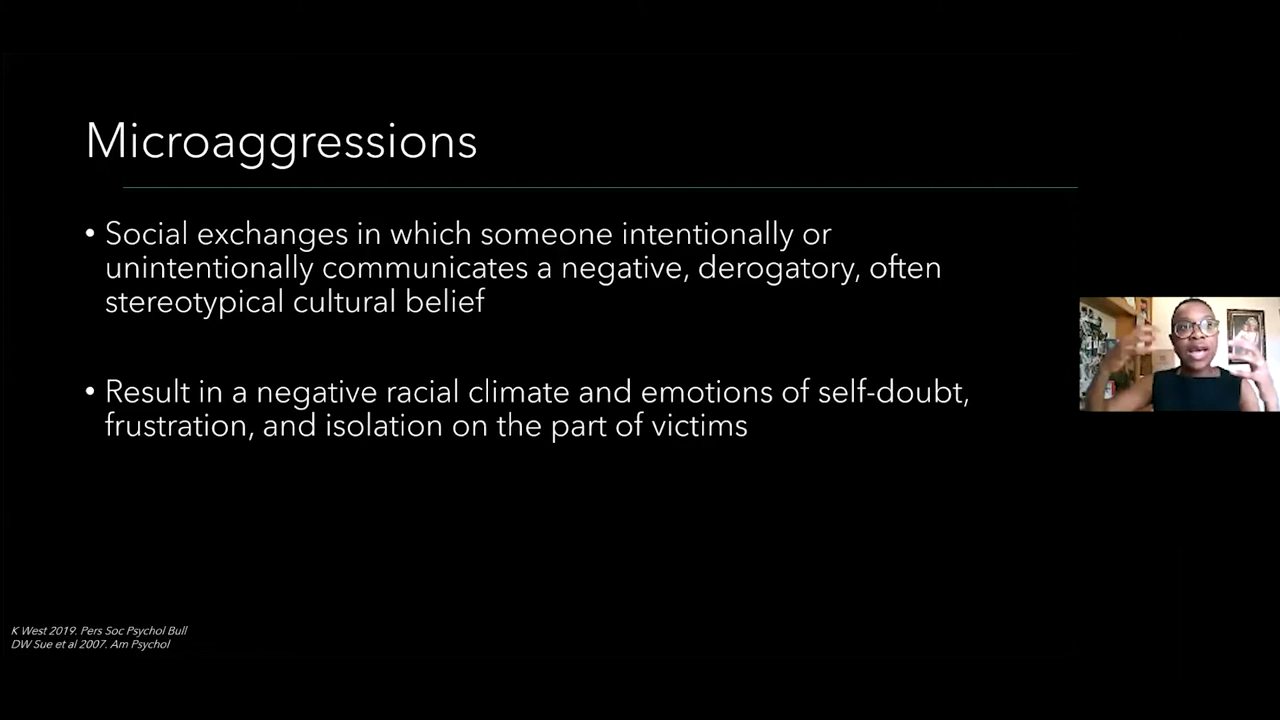 Microaggressions
• Social exchanges in which someone intentionally or
unintentionally communicates a negative, derogatory, often
stereotypical cultural belief
• Result in a negative racial climate and emotions of self-doubt,
frustration, and isolation on the part of victims
K West 2019. Pers Soc Psychol Bull
DW Sue et al 2007. Am Psychol